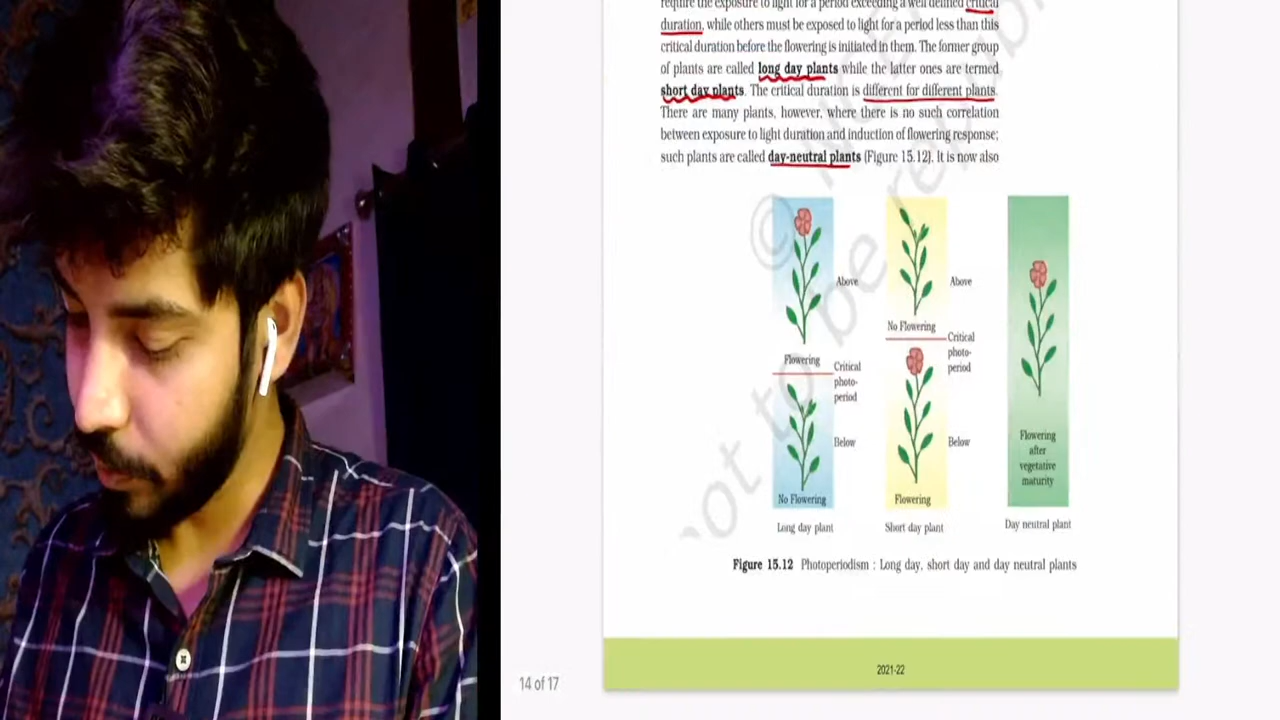 require the exposure to light for a period exceeding a well defined critical
duration, while others must be exposed to light for a period less than this
critical duration before the flowering is initiated in them. The former group
of plants are called long day plants while the latter ones are termed
short day plants. The critical duration is different for different plants.
There are many plants, however, where there is no such correlation
between exposure to light duration and induction of flowering response;
such plants are called day-neutral plants (Figure 15.12). It is now also
Above
Flowering
Critical
photo-
period
Below
No Flowering
Long day plant
Above
No Flowering
Critical
photo-
period
Below
Flowering
Short day plant
Flowering
after
vegetative
maturity
Day neutral plant
Figure 15.12 Photoperiodism : Long day, short day and day neutral plants
2021-22
14 of 17
not to be